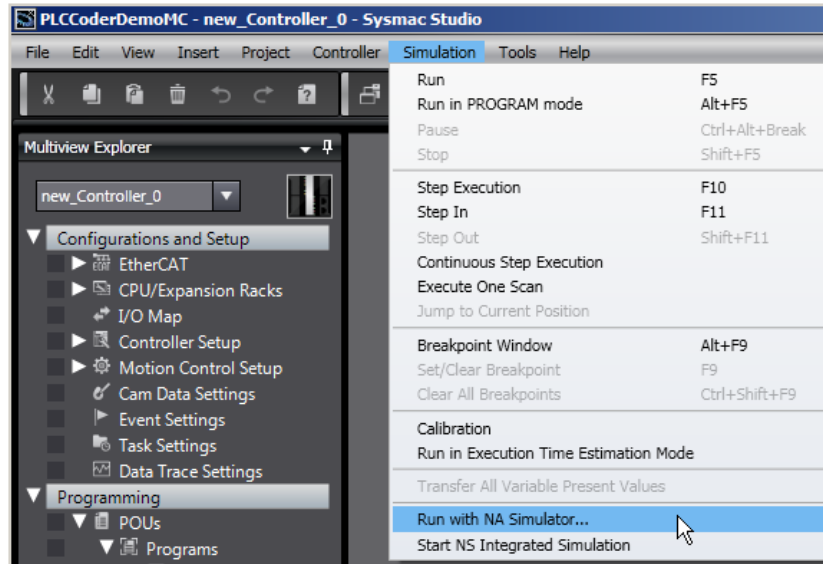 PLCCoderDemoMC - new_Controller_0 - Sysmac Studio
File Edit View Insert Project Controller Simulation Tools Help
Multiview Explorer
new_Controller_0
Configurations and Setup
EtherCAT
CPU/Expansion Racks
I/O Map
Controller Setup
Motion Control Setup
Cam Data Settings
Event Settings
Task Settings
Data Trace Settings
Programming
POUs
Programs
Run F5
Run in PROGRAM mode Alt+F5
Pause Ctrl+Alt+Break
Stop Shift+F5
Step Execution F10
Step In F11
Step Out Shift+F11
Continuous Step Execution
Execute One Scan
Jump to Current Position
Breakpoint Window Alt+F9
Set/Clear Breakpoint F9
Clear All Breakpoints Ctrl+Shift+F9
Calibration
Run in Execution Time Estimation Mode
Transfer All Variable Present Values
Run with NA Simulator...
Start NS Integrated Simulation